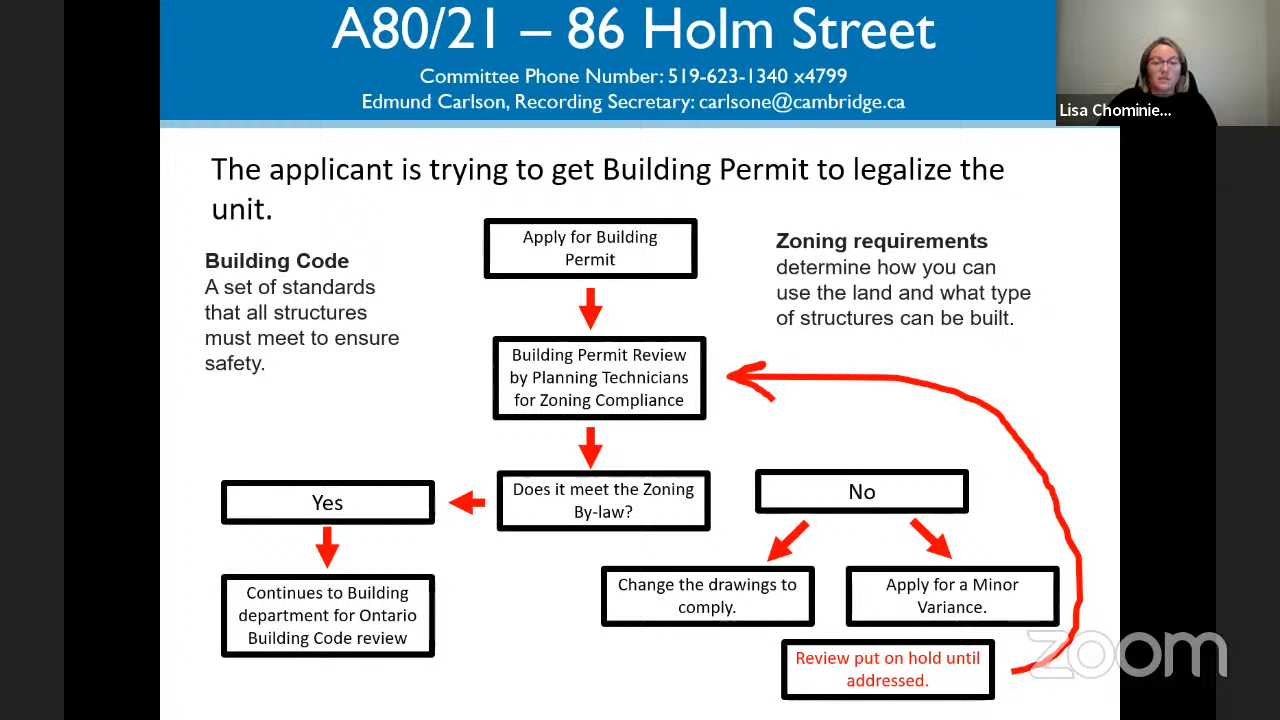 A80/21 – 86 Holm Street
Committee Phone Number: 519-623-1340 x4799
Edmund Carlson, Recording Secretary: carlsone@cambridge.ca
Lisa Chominie...
The applicant is trying to get Building Permit to legalize the
unit.
Building Code
A set of standards
that all structures
must meet to ensure
safety.
Apply for Building
Permit
Zoning requirements
determine how you can
use the land and what type
of structures can be built.
Building Permit Review
by Planning Technicians
for Zoning Compliance
Yes
Does it meet the Zoning
By-law?
No
Continues to Building
department for Ontario
Building Code review
Change the drawings to
comply.
Apply for a Minor
Variance.
Review put on hold until
addressed.
zoom